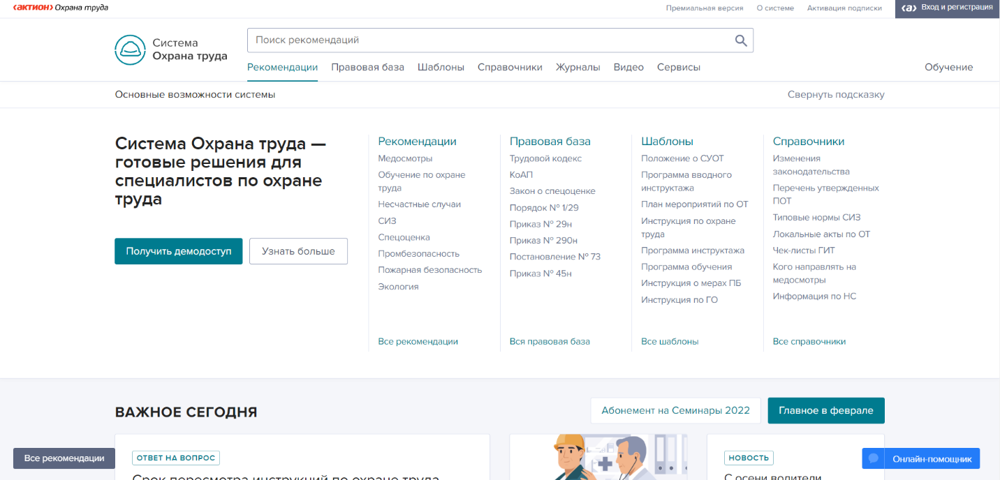 ‹актион› Охрана труда
Премиальная версия О системе Активация подписки
‹а› Вход и регистрация
Система
Охрана труда
Поиск рекомендаций
Рекомендации Правовая база Шаблоны Справочники Журналы Видео Сервисы Обучение
Основные возможности системы
Свернуть подсказку
Система Охрана труда —
готовые решения для
специалистов по охране
труда
Получить демодоступ
Узнать больше
Рекомендации
Медосмотры
Обучение по охране
труда
Несчастные случаи
СИЗ
Спецоценка
Промбезопасность
Пожарная безопасность
Экология
Все рекомендации
Правовая база
Трудовой кодекс
КоАП
Закон о спецоценке
Порядок № 1/29
Приказ № 29н
Приказ № 290н
Постановление № 73
Приказ № 45н
Вся правовая база
Шаблоны
Положение о СУОТ
Программа вводного
инструктажа
План мероприятий по ОТ
Инструкция по охране
труда
Программа инструктажа
Программа обучения
Инструкция о мерах ПБ
Инструкция по ГО
Все шаблоны
Справочники
Изменения
законодательства
Перечень утвержденных
ПОТ
Типовые нормы СИЗ
Локальные акты по ОТ
Чек-листы ГИТ
Кого направлять на
медосмотры
Информация по НС
Все справочники
ВАЖНОЕ СЕГОДНЯ
Абонемент на Семинары 2022
Главное в феврале
Все рекомендации
ОТВЕТ НА ВОПРОС
Срок пересмотра инструкций по охране труда
НОВОСТЬ
С осени водители
Онлайн-помощник